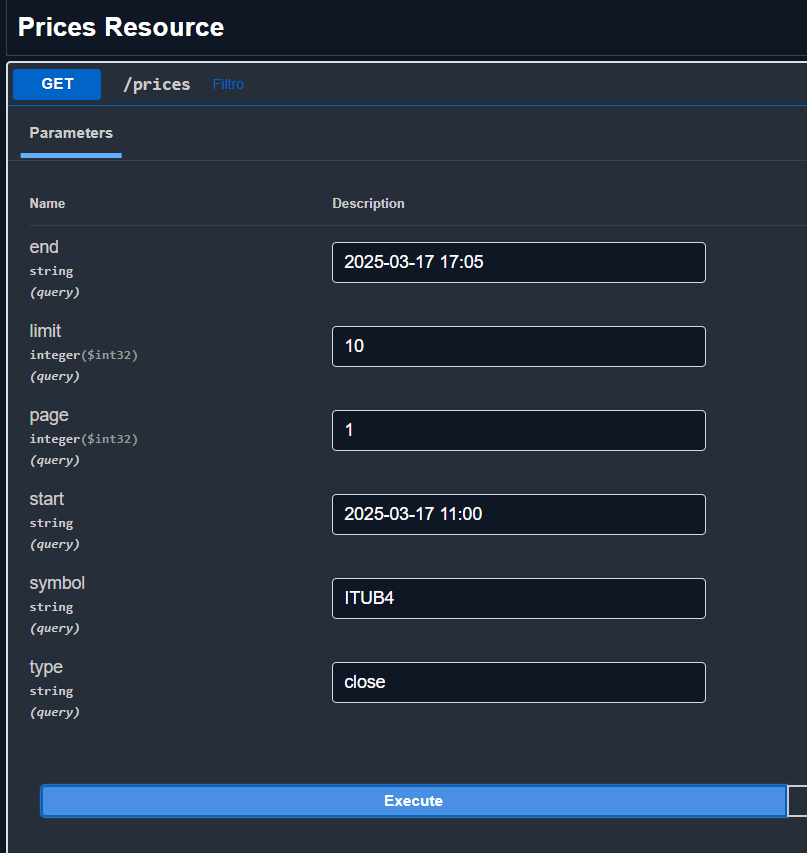 Prices Resource
GET /prices Filtro
Parameters
Name Description
end 2025-03-17 17:05
string
(query)
limit 10
integer($int32)
(query)
page 1
integer($int32)
(query)
start 2025-03-17 11:00
string
(query)
symbol ITUB4
string
(query)
type close
string
(query)
Execute